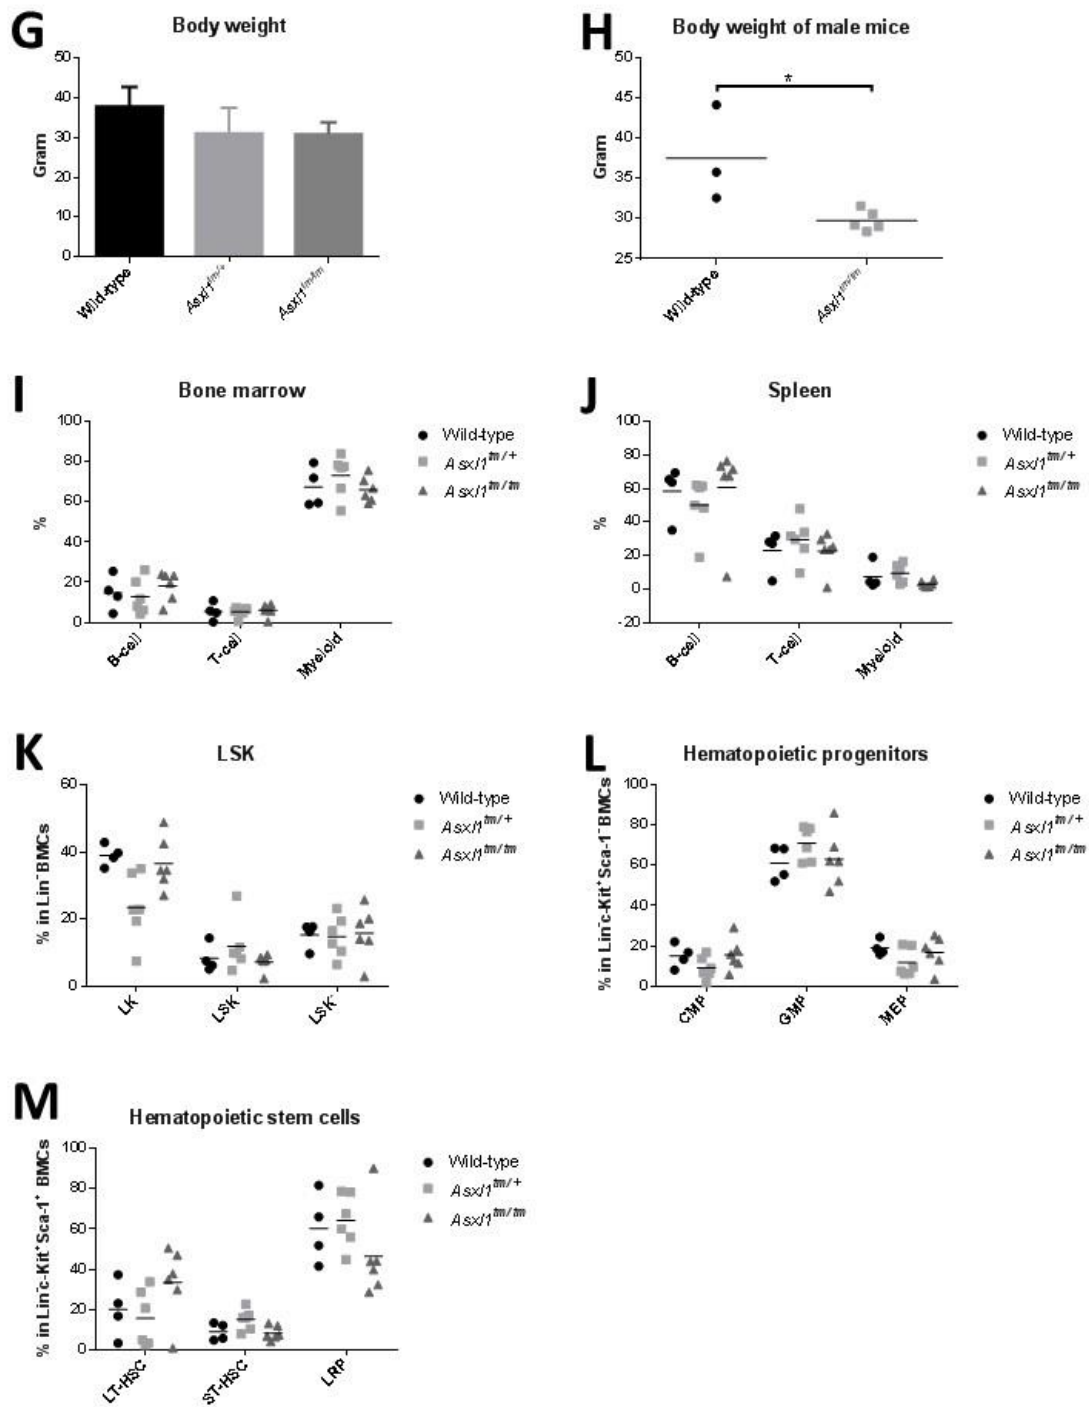 G
Body weight
50
40
30
20
10
0
Gram
Wild-type
Asxl1tm/+
Asxl1tm/tm
H
Body weight of male mice
50
45
40
35
30
25
Gram
*
Wild-type
Asxl1tm/tm
I
Bone marrow
100
80
60
40
20
0
%
B-cell
T-cell
Myeloid
Wild-type
Asxl1tm/+
Asxl1tm/tm
J
Spleen
100
80
60
40
20
0
-20
%
B-cell
T-cell
Myeloid
Wild-type
Asxl1tm/+
Asxl1tm/tm
K
LSK
60
40
20
0
% in Lin⁻BMCs
LK
LSK
LSK⁻
Wild-type
Asxl1tm/+
Asxl1tm/tm
L
Hematopoietic progenitors
100
80
60
40
20
0
% in Lin⁻c-Kit⁺Sca-1⁻BMCs
CMP
GMP
MEP
Wild-type
Asxl1tm/+
Asxl1tm/tm
M
Hematopoietic stem cells
100
80
60
40
20
0
% in Lin⁻c-Kit⁺Sca-1⁺ BMCs
LT-HSC
ST-HSC
LRP
Wild-type
Asxl1tm/+
Asxl1tm/tm